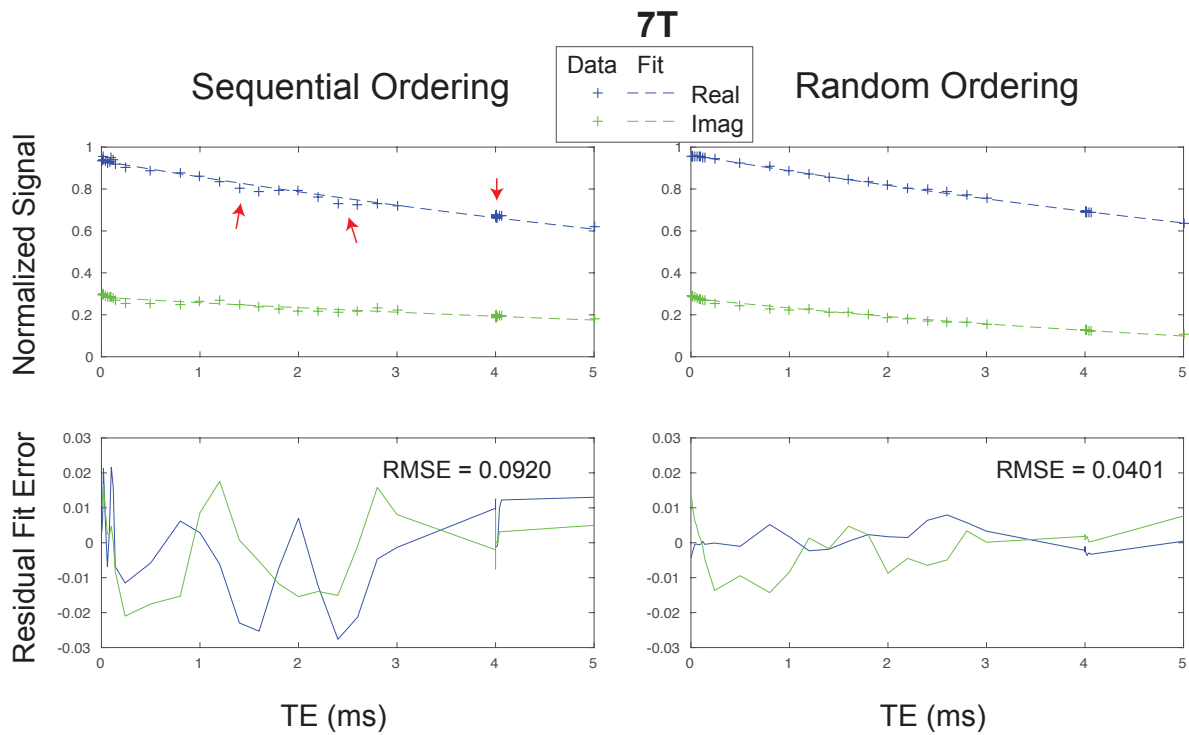 7T
Data Fit
Real
Imag
Sequential Ordering
Random Ordering
Normalized Signal
1
0.8
0.6
0.4
0.2
0
0 1 2 3 4 5
1
0.8
0.6
0.4
0.2
0
0 1 2 3 4 5
Residual Fit Error
0.03
0.02
0.01
0
-0.01
-0.02
-0.03
RMSE = 0.0920
0 1 2 3 4 5
TE (ms)
0.03
0.02
0.01
0
-0.01
-0.02
-0.03
RMSE = 0.0401
0 1 2 3 4 5
TE (ms)